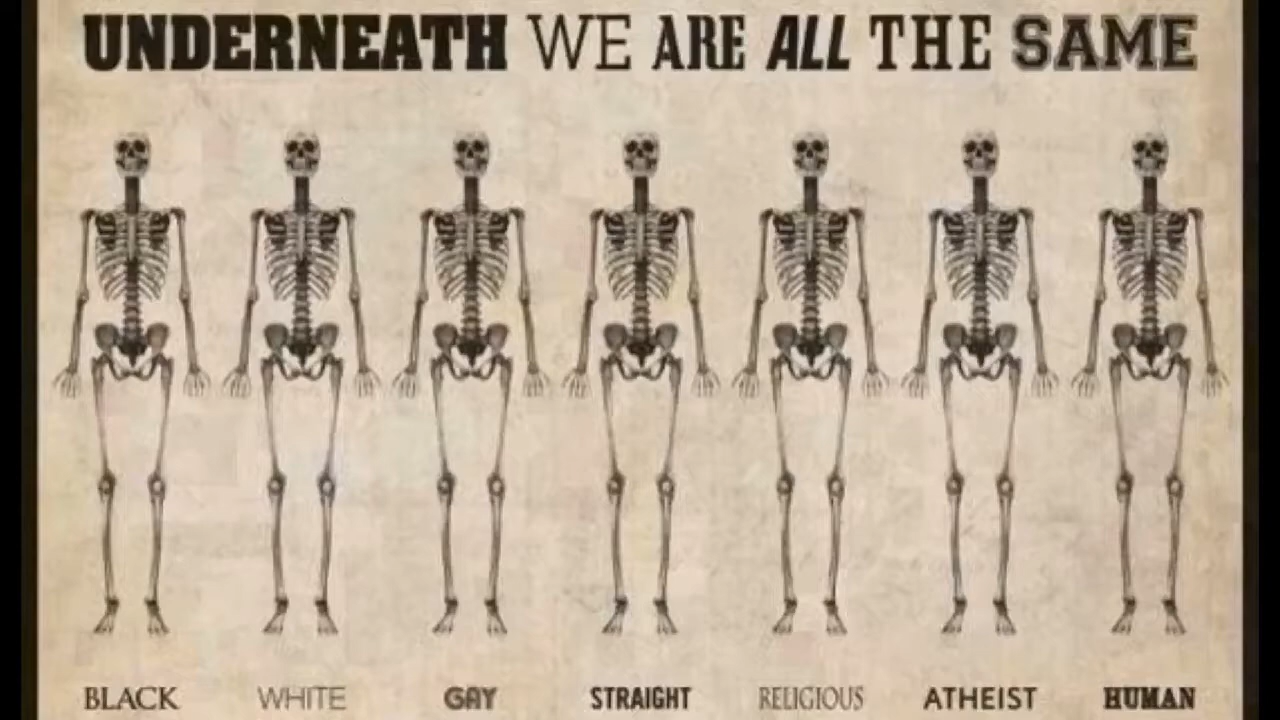 UNDERNEATH WE ARE ALL THE SAME
BLACK WHITE GAY STRAIGHT RELIGIOUS ATHEIST HUMAN